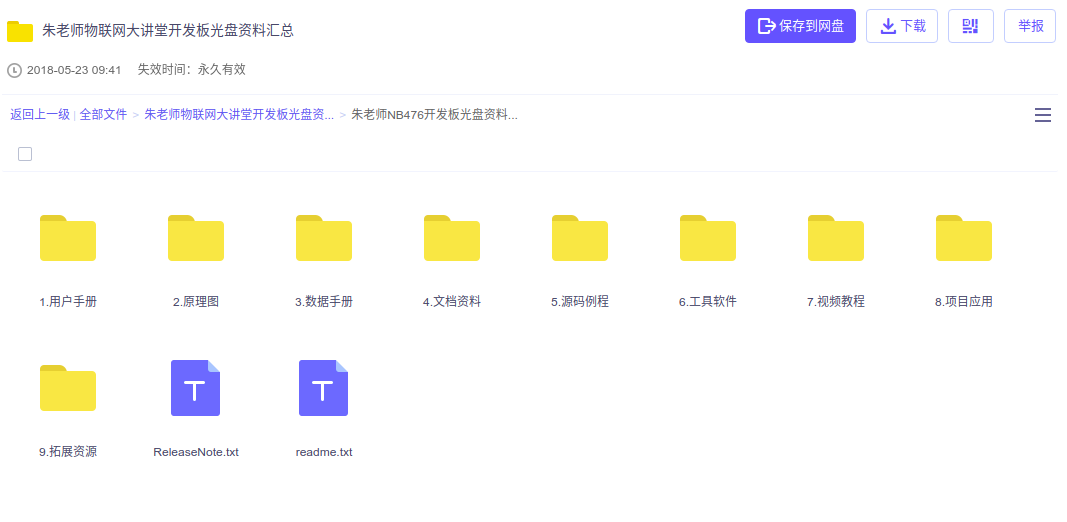 朱老师物联网大讲堂开发板光盘资料汇总
保存到网盘 下载 举报
2018-05-23 09:41 失效时间：永久有效
返回上一级 | 全部文件 > 朱老师物联网大讲堂开发板光盘资... > 朱老师NB476开发板光盘资料...
1.用户手册 2.原理图 3.数据手册 4.文档资料 5.源码例程 6.工具软件 7.视频教程 8.项目应用
9.拓展资源 ReleaseNote.txt readme.txt